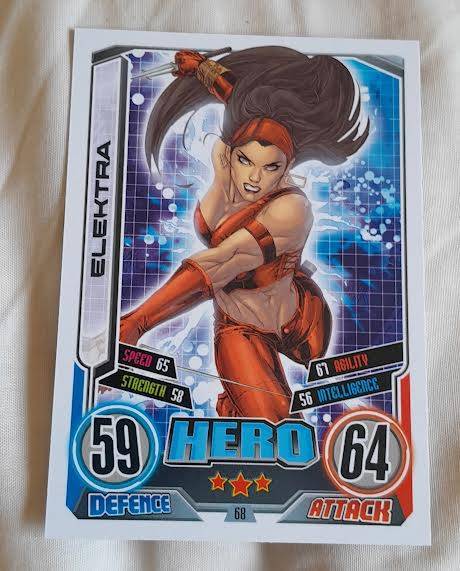 ELEKTRA
SPEED 65
67 AGILITY
STRENGTH 58
56 INTELLIGENCE
59
HERO
64
DEFENCE
68
ATTACK